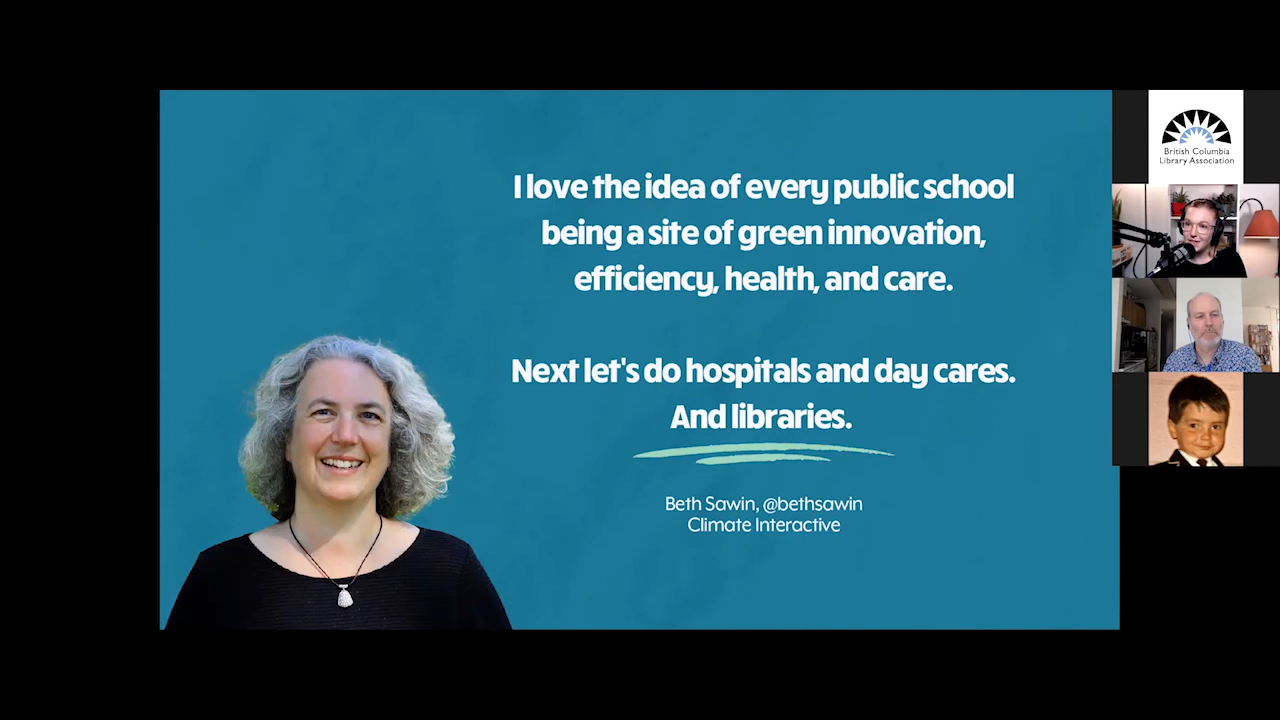 I love the idea of every public school
being a site of green innovation,
efficiency, health, and care.
Next let's do hospitals and day cares.
And libraries.
Beth Sawin, @bethsawin
Climate Interactive
British Columbia
Library Association